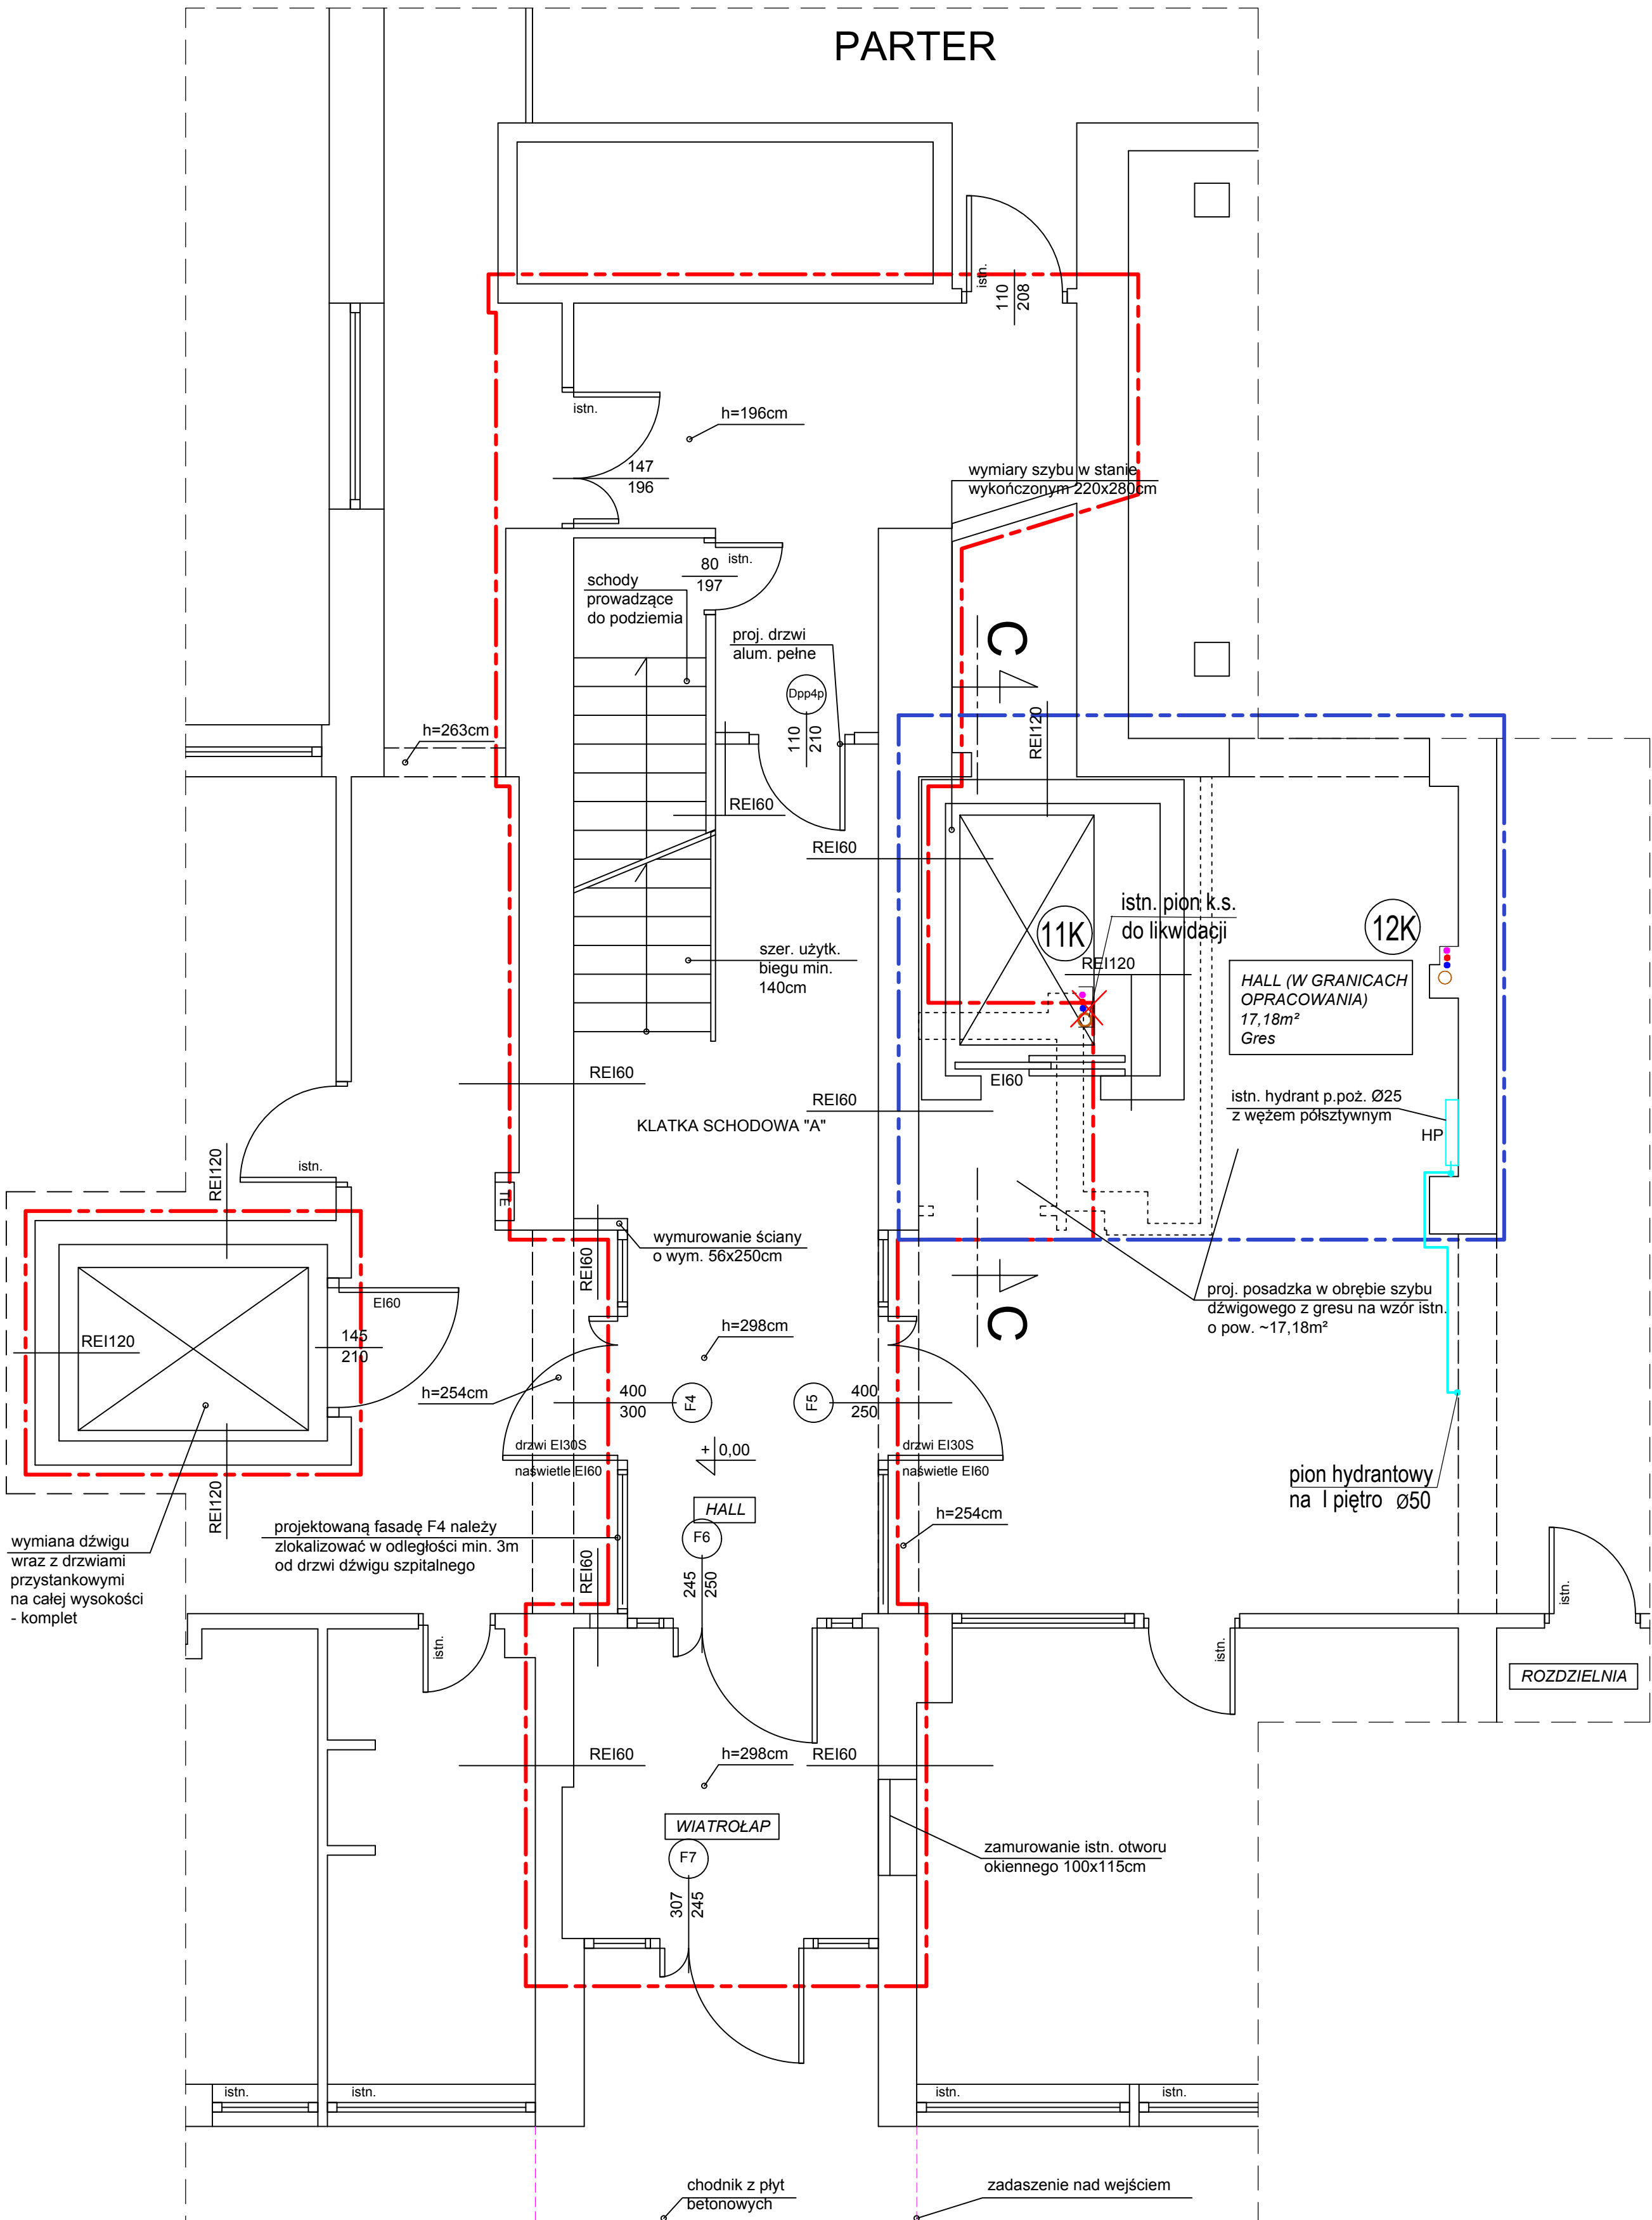 PARTER
istn.
110
208
istn.
h=196cm
147
196
wymiary szybu w stanie
wykończonym 220x280cm
80
197
istn.
schody
prowadzące
do podziemia
proj. drzwi
alum. pełne
C
Dpp4p
110
210
REI120
h=263cm
REI60
REI60
11K
istn. pion k.s.
do likwidacji
12K
szer. użytk.
biegu min.
140cm
REI120
HALL (W GRANICACH
OPRACOWANIA)
17,18m²
Gres
REI60
EI60
REI60
KLATKA SCHODOWA "A"
istn. hydrant p.poż. Ø25
z wężem półsztywnym
HP
REI120
istn.
TE
wymurowanie ściany
o wym. 56x250cm
REI60
EI60
proj. posadzka w obrębie szybu
dźwigowego z gresu na wzór istn.
o pow. ~17,18m²
C
REI120
145
210
h=298cm
h=254cm
400
300
F4
F5
400
250
+ 0,00
drzwi EI30S
naświetle EI60
drzwi EI30S
naświetle EI60
pion hydrantowy
na I piętro Ø50
REI120
HALL
h=254cm
projektowaną fasadę F4 należy
zlokalizować w odległości min. 3m
od drzwi dźwigu szpitalnego
F6
wymiana dźwigu
wraz z drzwiami
przystankowymi
na całej wysokości
- komplet
REI60
245
250
istn.
istn.
istn.
ROZDZIELNIA
REI60
h=298cm
REI60
WIATROŁAP
F7
zamurowanie istn. otworu
okiennego 100x115cm
307
245
istn.
istn.
istn.
istn.
chodnik z płyt
betonowych
zadaszenie nad wejściem